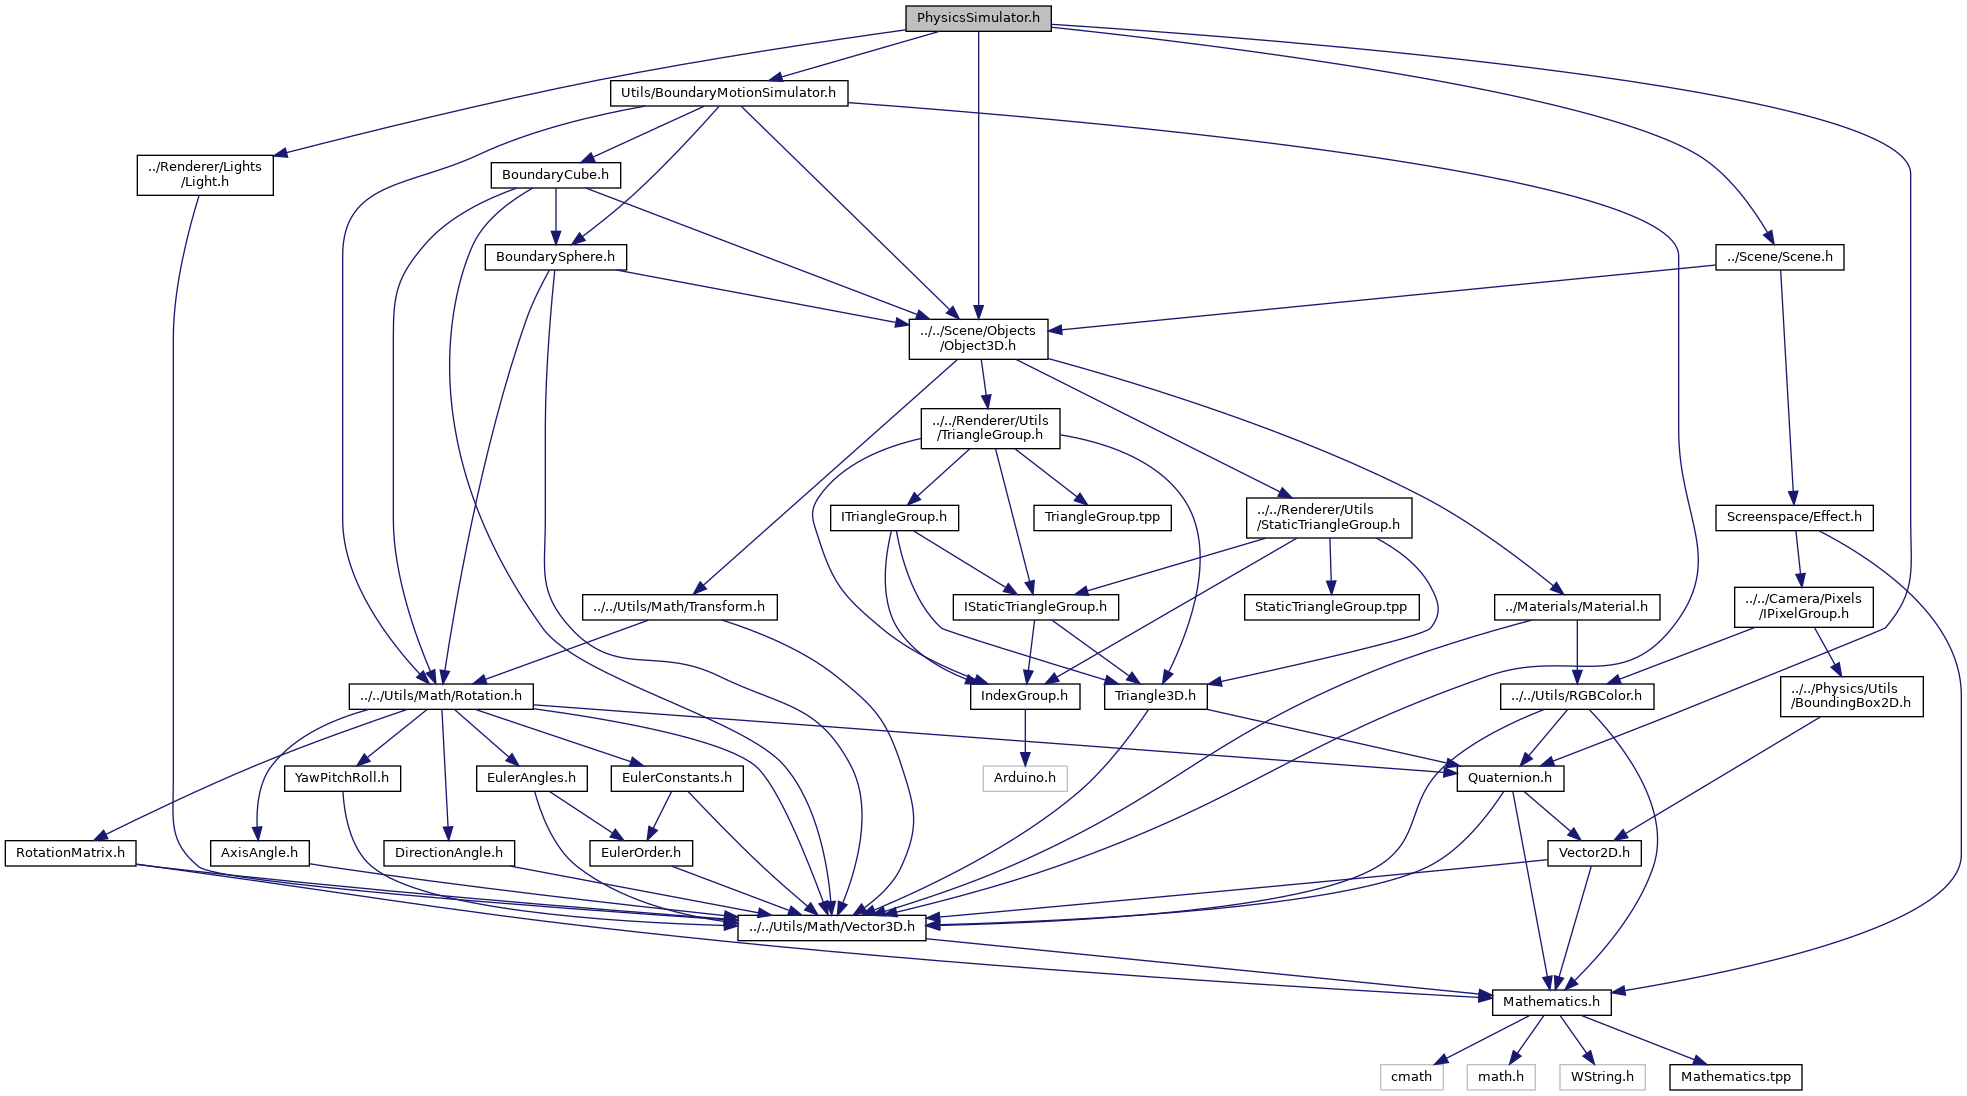 PhysicsSimulator.h
Utils/BoundaryMotionSimulator.h
../Renderer/Lights
/Light.h
BoundaryCube.h
BoundarySphere.h
../Scene/Scene.h
../../Scene/Objects
/Object3D.h
../../Renderer/Utils
/TriangleGroup.h
ITriangleGroup.h
TriangleGroup.tpp
../../Renderer/Utils
/StaticTriangleGroup.h
Screenspace/Effect.h
../../Utils/Math/Transform.h
IStaticTriangleGroup.h
StaticTriangleGroup.tpp
../Materials/Material.h
../../Camera/Pixels
/IPixelGroup.h
../../Utils/Math/Rotation.h
IndexGroup.h
Triangle3D.h
../../Utils/RGBColor.h
../../Physics/Utils
/BoundingBox2D.h
YawPitchRoll.h
EulerAngles.h
EulerConstants.h
Arduino.h
Quaternion.h
RotationMatrix.h
AxisAngle.h
DirectionAngle.h
EulerOrder.h
Vector2D.h
../../Utils/Math/Vector3D.h
Mathematics.h
cmath
math.h
WString.h
Mathematics.tpp